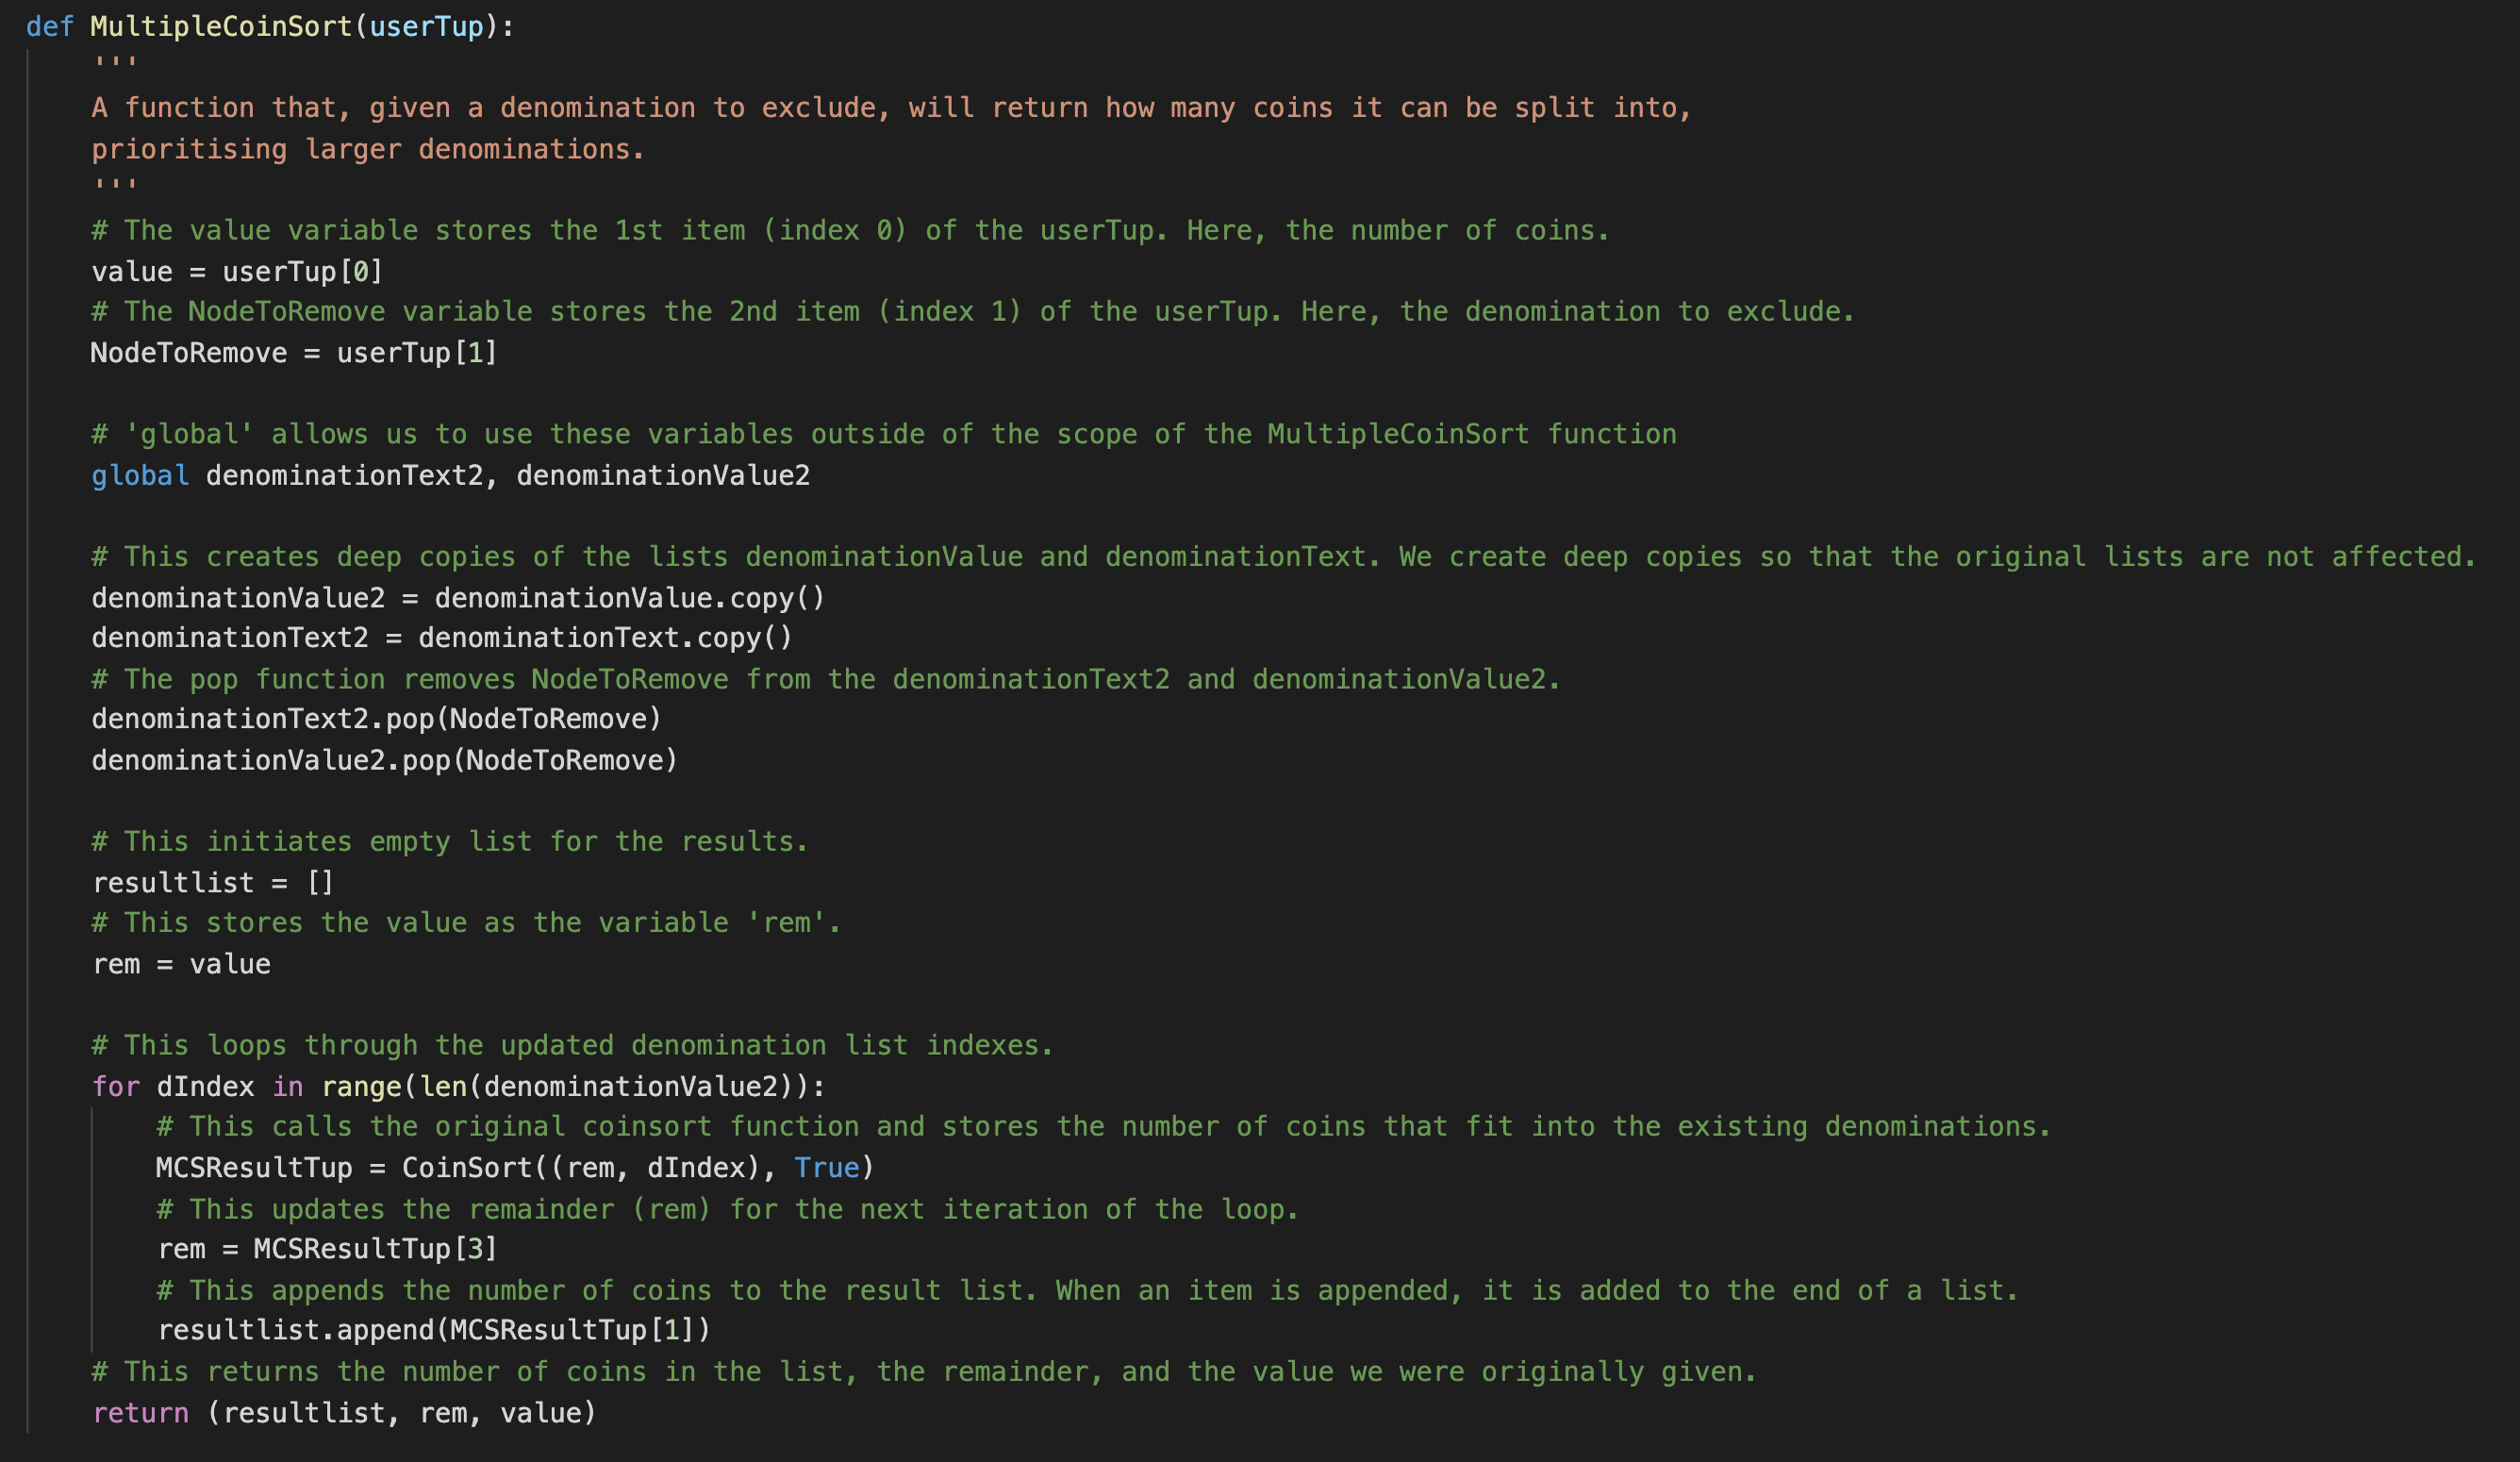 def MultipleCoinSort(userTup):
'''
A function that, given a denomination to exclude, will return how many coins it can be split into,
prioritising larger denominations.
'''
# The value variable stores the 1st item (index 0) of the userTup. Here, the number of coins.
value = userTup[0]
# The NodeToRemove variable stores the 2nd item (index 1) of the userTup. Here, the denomination to exclude.
NodeToRemove = userTup[1]
# 'global' allows us to use these variables outside of the scope of the MultipleCoinSort function
global denominationText2, denominationValue2
# This creates deep copies of the lists denominationValue and denominationText. We create deep copies so that the original lists are not affected.
denominationValue2 = denominationValue.copy()
denominationText2 = denominationText.copy()
# The pop function removes NodeToRemove from the denominationText2 and denominationValue2.
denominationText2.pop(NodeToRemove)
denominationValue2.pop(NodeToRemove)
# This initiates empty list for the results.
resultlist = []
# This stores the value as the variable 'rem'.
rem = value
# This loops through the updated denomination list indexes.
for dIndex in range(len(denominationValue2)):
# This calls the original coinsort function and stores the number of coins that fit into the existing denominations.
MCSResultTup = CoinSort((rem, dIndex), True)
# This updates the remainder (rem) for the next iteration of the loop.
rem = MCSResultTup[3]
# This appends the number of coins to the result list. When an item is appended, it is added to the end of a list.
resultlist.append(MCSResultTup[1])
# This returns the number of coins in the list, the remainder, and the value we were originally given.
return (resultlist, rem, value)